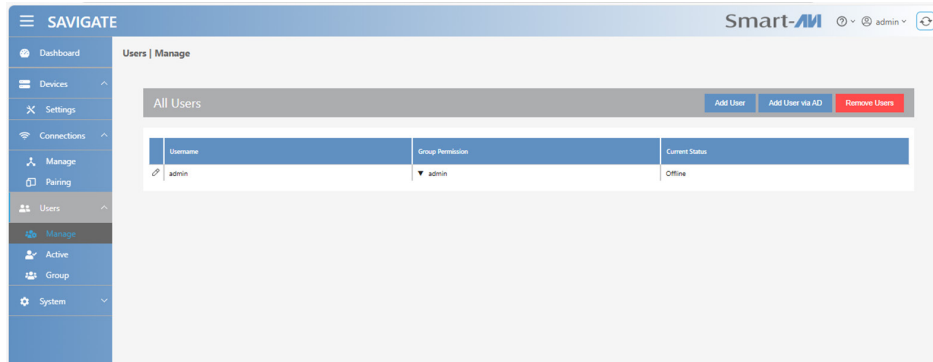 SAVIGATE
Smart-AVI
admin
Dashboard
Users | Manage
Devices
Settings
All Users
Add User
Add User via AD
Remove Users
Connections
Username
Group Permission
Current Status
Manage
admin
▼ admin
Offline
Pairing
Users
Manage
Active
Group
System